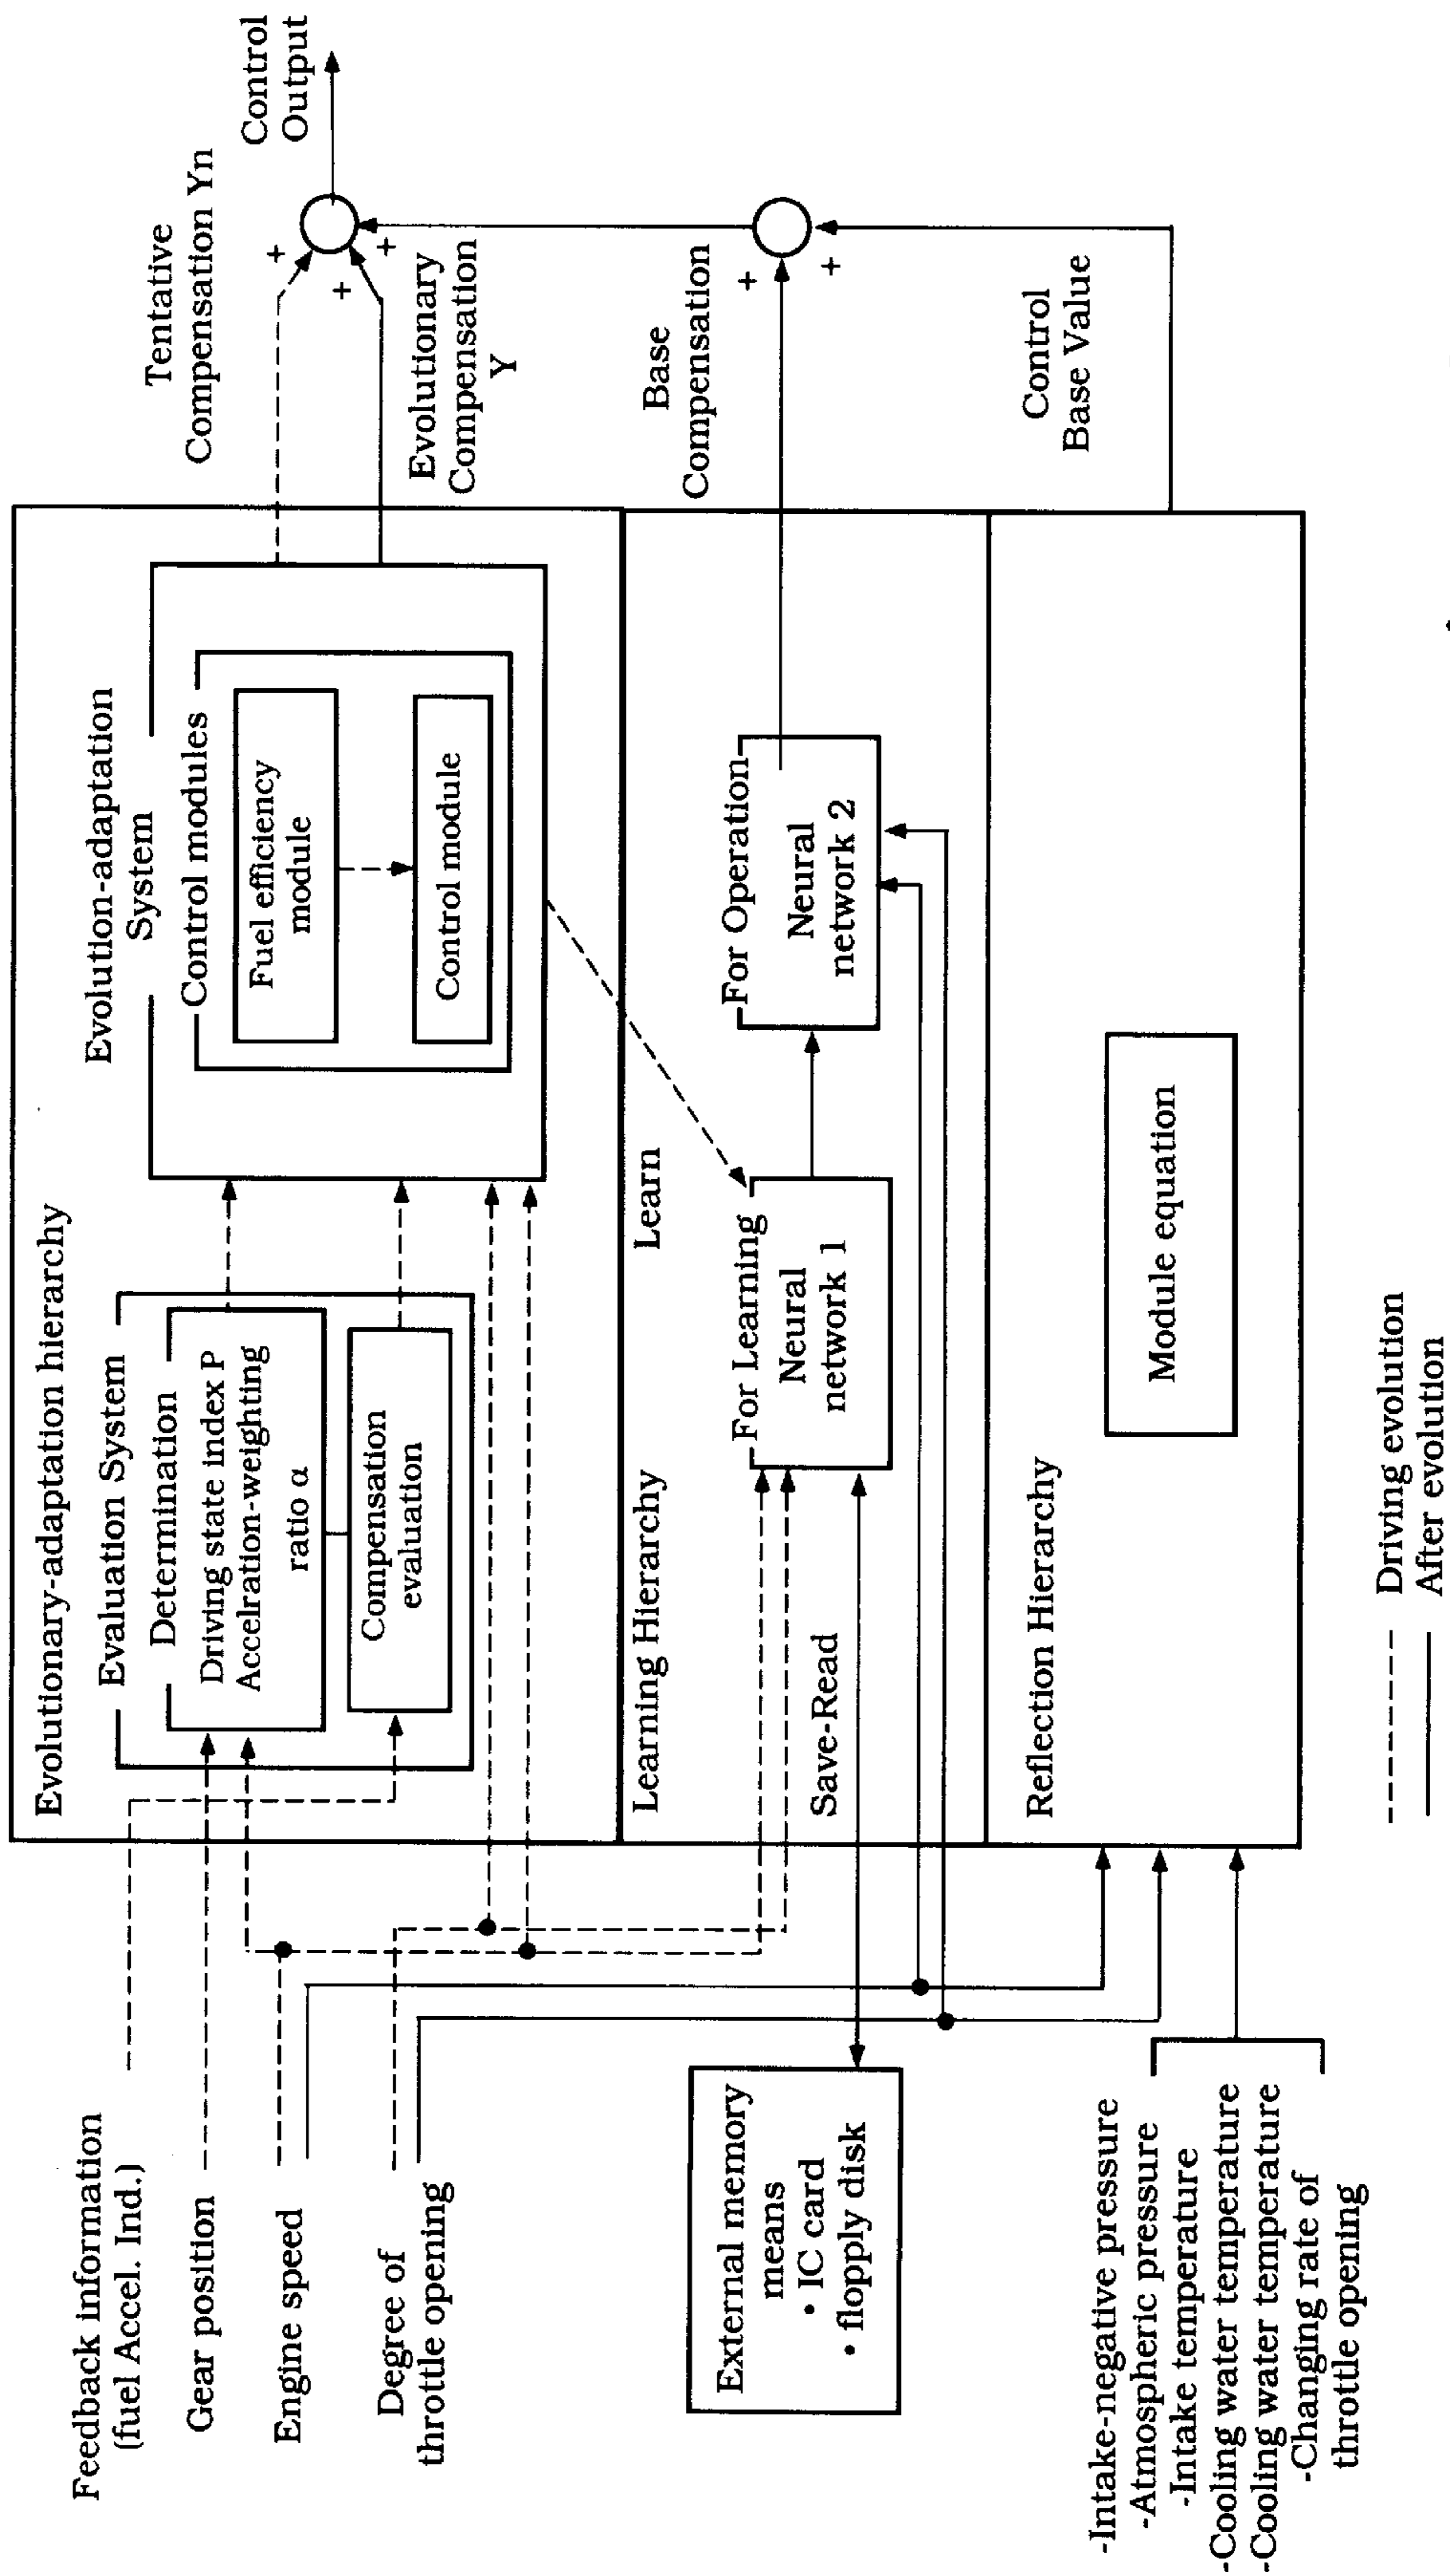 Feedback information
(fuel Accel. Ind.)
Gear position
Engine speed
Degree of
throttle opening
External memory
means
• IC card
• flopply disk
-Intake-negative pressure
-Atmospheric pressure
-Intake temperature
-Cooling water temperature
-Cooling water temperature
-Changing rate of
throttle opening
Evolutionary-adaptation hierarchy
Evaluation System
Determination
Driving state index P
Accelration-weighting
ratio α
Compensation
evaluation
Evolution-adaptation
System
Control modules
Fuel efficiency
module
Control module
Learning Hierarchy
Learn
Save-Read
For Learning
Neural
network 1
For Operation
Neural
network 2
Reflection Hierarchy
Module equation
Tentative
Compensation Yn
Control
Output
+
+
+
Evolutionary
Compensation
Y
Base
Compensation
+
+
Control
Base Value
Driving evolution
After evolution